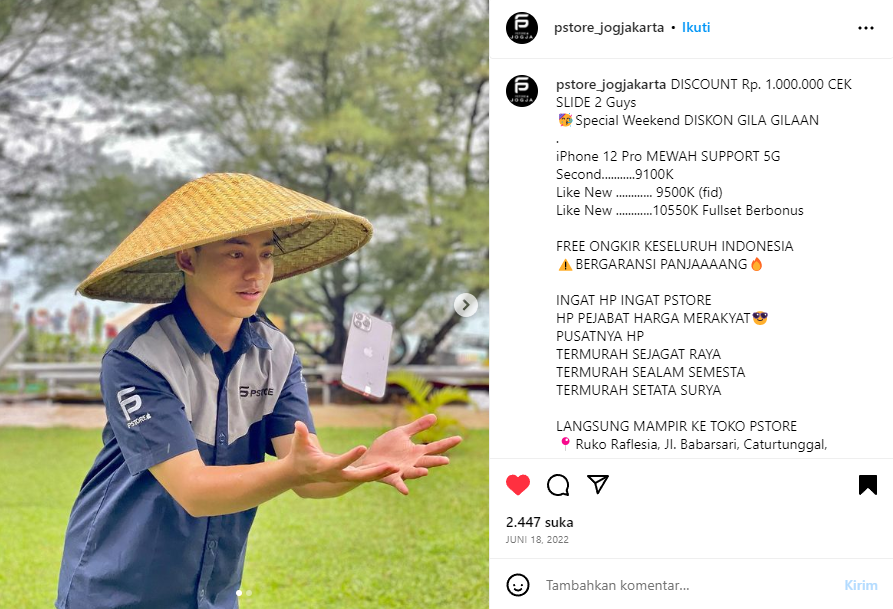 pstore_jogjakarta • Ikuti
pstore_jogjakarta DISCOUNT Rp. 1.000.000 CEK
SLIDE 2 Guys
🥳Special Weekend DISKON GILA GILAAN
.
iPhone 12 Pro MEWAH SUPPORT 5G
Second...........9100K
Like New ............ 9500K (fid)
Like New ............10550K Fullset Berbonus
FREE ONGKIR KESELURUH INDONESIA
⚠️BERGARANSI PANJAAAANG🔥
INGAT HP INGAT PSTORE
HP PEJABAT HARGA MERAKYAT😎
PUSATNYA HP
TERMURAH SEJAGAT RAYA
TERMURAH SEALAM SEMESTA
TERMURAH SETATA SURYA
LANGSUNG MAMPIR KE TOKO PSTORE
📍Ruko Raflesia, Jl. Babarsari, Caturtunggal,
2.447 suka
JUNI 18, 2022
Tambahkan komentar...
Kirim
PSTORE
PSTORE
JOGJA
JOGJA